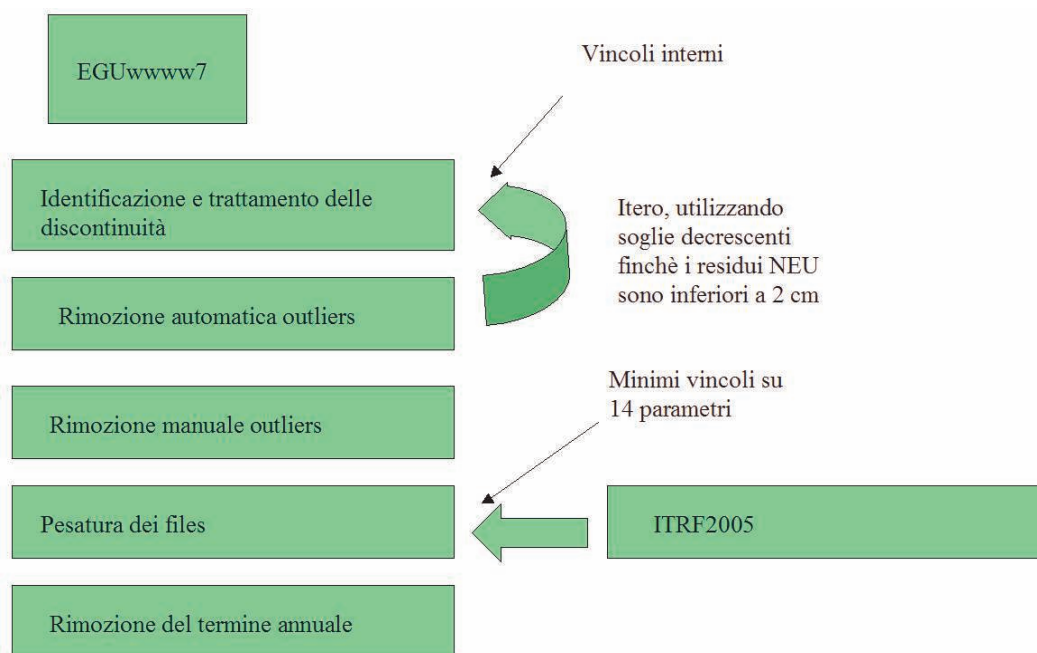 EGUwwww7
Vincoli interni
Identificazione e trattamento delle
discontinuità
Itero, utilizzando
soglie decrescenti
finchè i residui NEU
sono inferiori a 2 cm
Rimozione automatica outliers
Minimi vincoli su
14 parametri
Rimozione manuale outliers
Pesatura dei files
ITRF2005
Rimozione del termine annuale